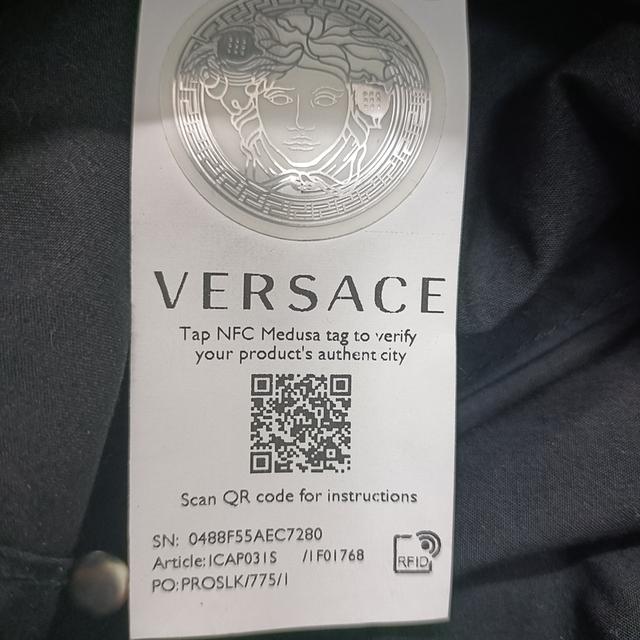 VERSACE
Tap NFC Medusa tag to verify
your product's authent city
Scan QR code for instructions
SN: 0488F55AEC7280
Article:1CAP031S /1F01768
PO:PROSLK/775/1
RFID